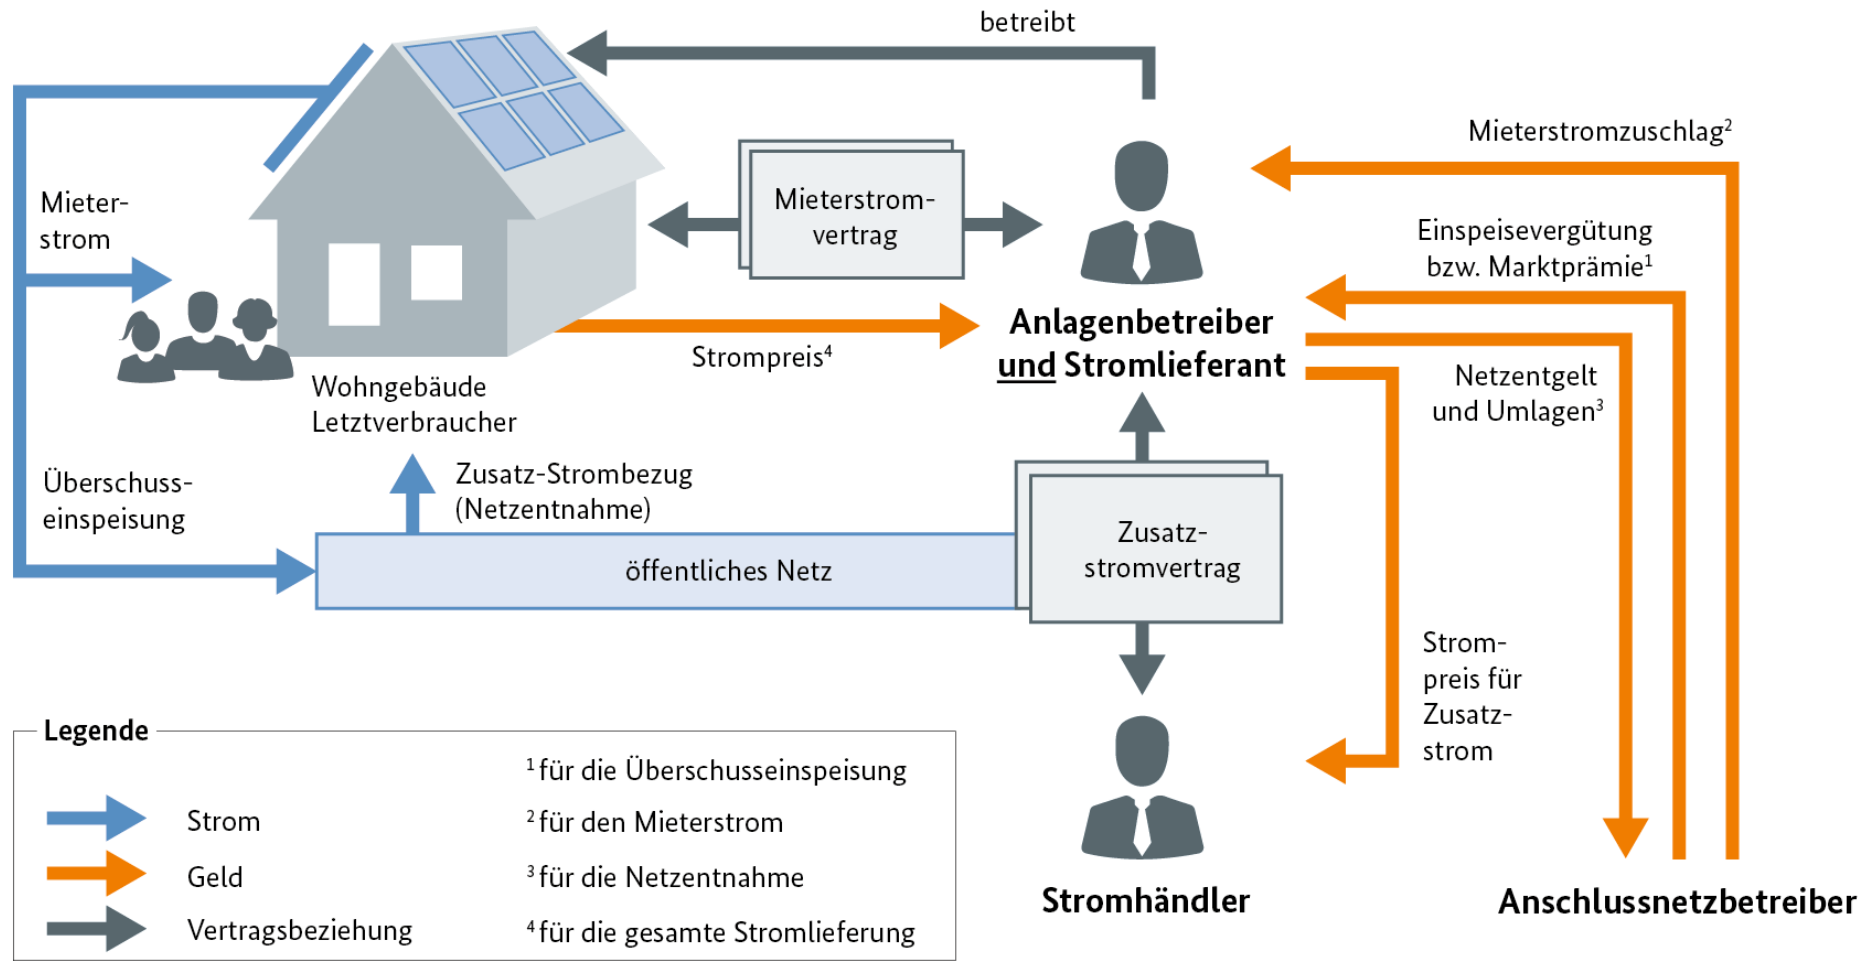 betreibt
Mieterstromzuschlag²
Mieter-
strom
Mieterstrom-
vertrag
Einspeisevergütung
bzw. Marktprämie¹
Anlagenbetreiber
und Stromlieferant
Strompreis⁴
Netzentgelt
und Umlagen³
Wohngebäude
Letztverbraucher
Überschuss-
einspeisung
Zusatz-Strombezug
(Netzentnahme)
öffentliches Netz
Zusatz-
stromvertrag
Strom-
preis für
Zusatz-
strom
Stromhändler
Anschlussnetzbetreiber
Legende
Strom
Geld
Vertragsbeziehung
¹ für die Überschusseinspeisung
² für den Mieterstrom
³ für die Netzentnahme
⁴ für die gesamte Stromlieferung